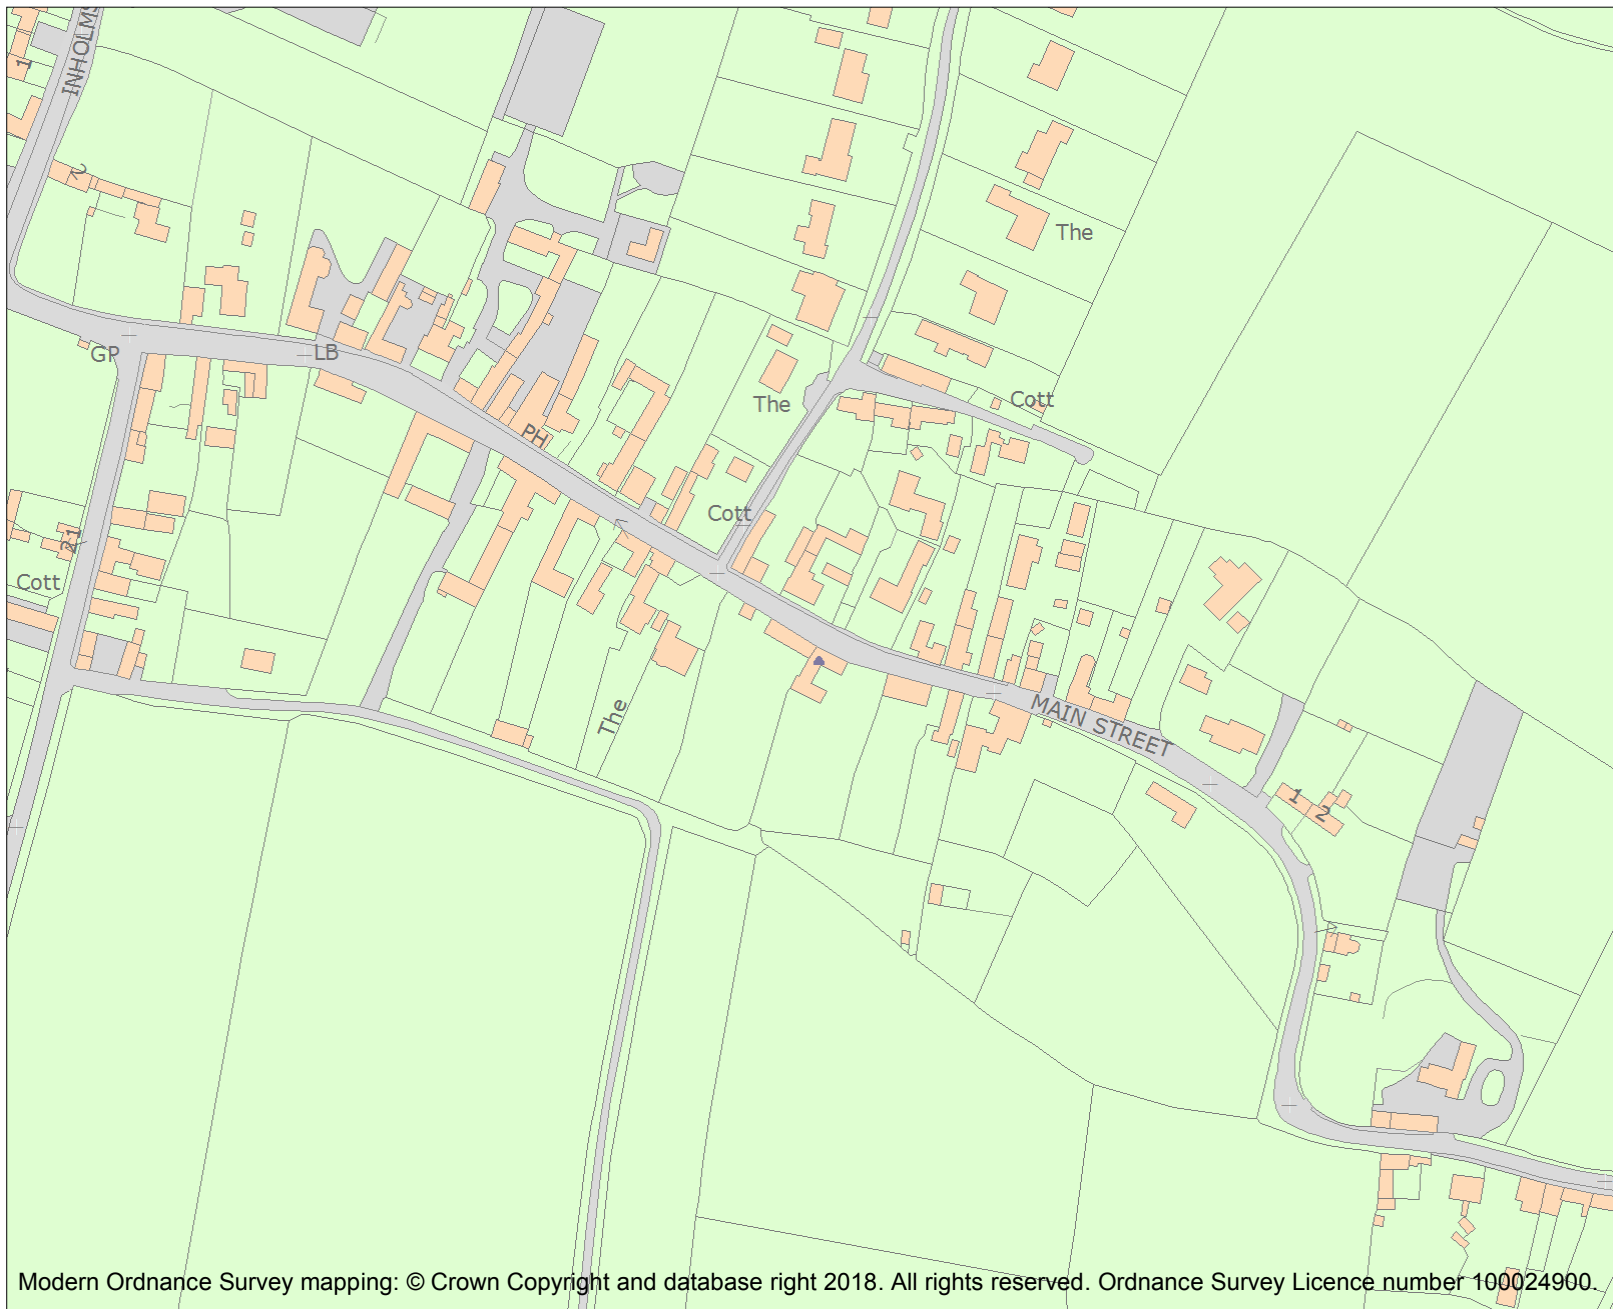 INHOLMS
1
2
The
GP
LB
The
Cott
PH
Cott
21
Cott
The
MAIN STREET
1
2
Modern Ordnance Survey mapping: © Crown Copyright and database right 2018. All rights reserved. Ordnance Survey Licence number 100024900.